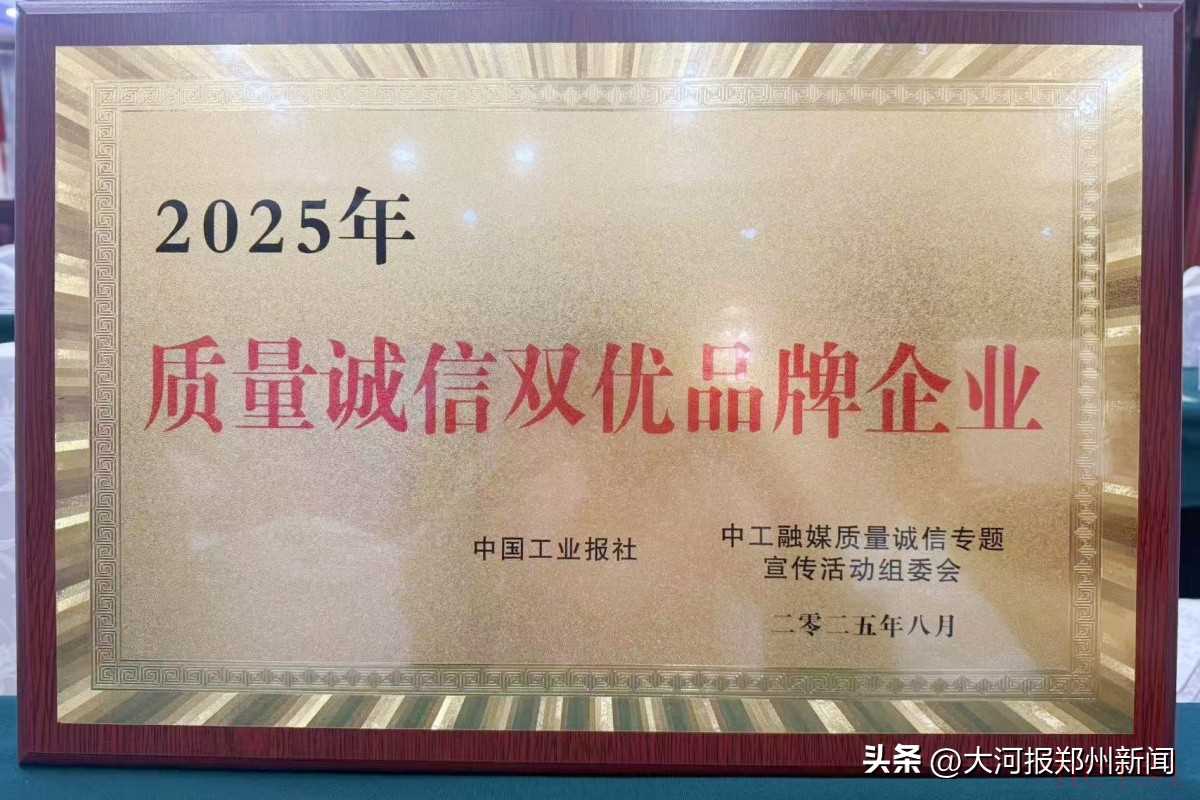 2025年
质量诚信双优品牌企业
中国工业报社
中工融媒质量诚信专题
宣传活动组委会
二零二五年八月
头条 @大河报郑州新闻